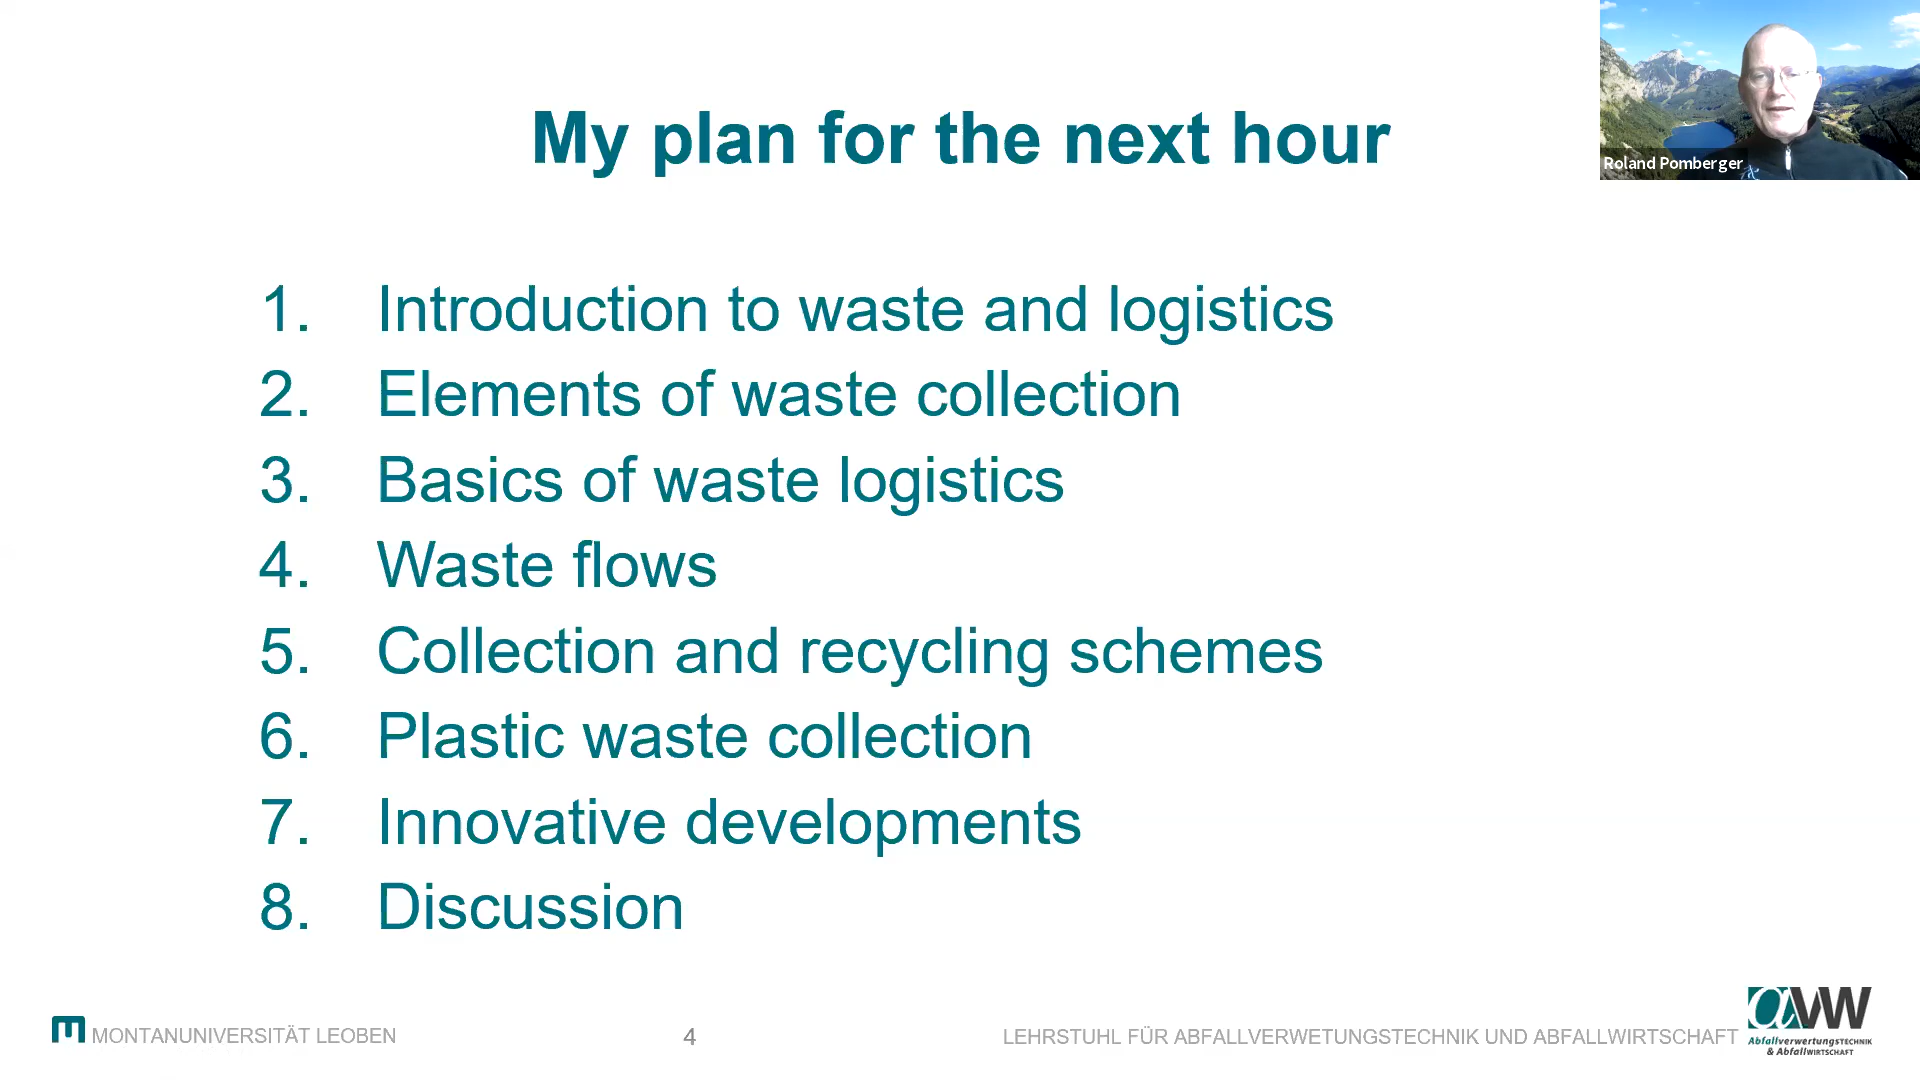 My plan for the next hour
Roland Pomberger
1. Introduction to waste and logistics
2. Elements of waste collection
3. Basics of waste logistics
4. Waste flows
5. Collection and recycling schemes
6. Plastic waste collection
7. Innovative developments
8. Discussion
MONTANUNIVERSITÄT LEOBEN
4
LEHRSTUHL FÜR ABFALLVERWETUNGSTECHNIK UND ABFALLWIRTSCHAFT
aVW
AbfallverwertungsTECHNIK
& AbfallWIRTSCHAFT